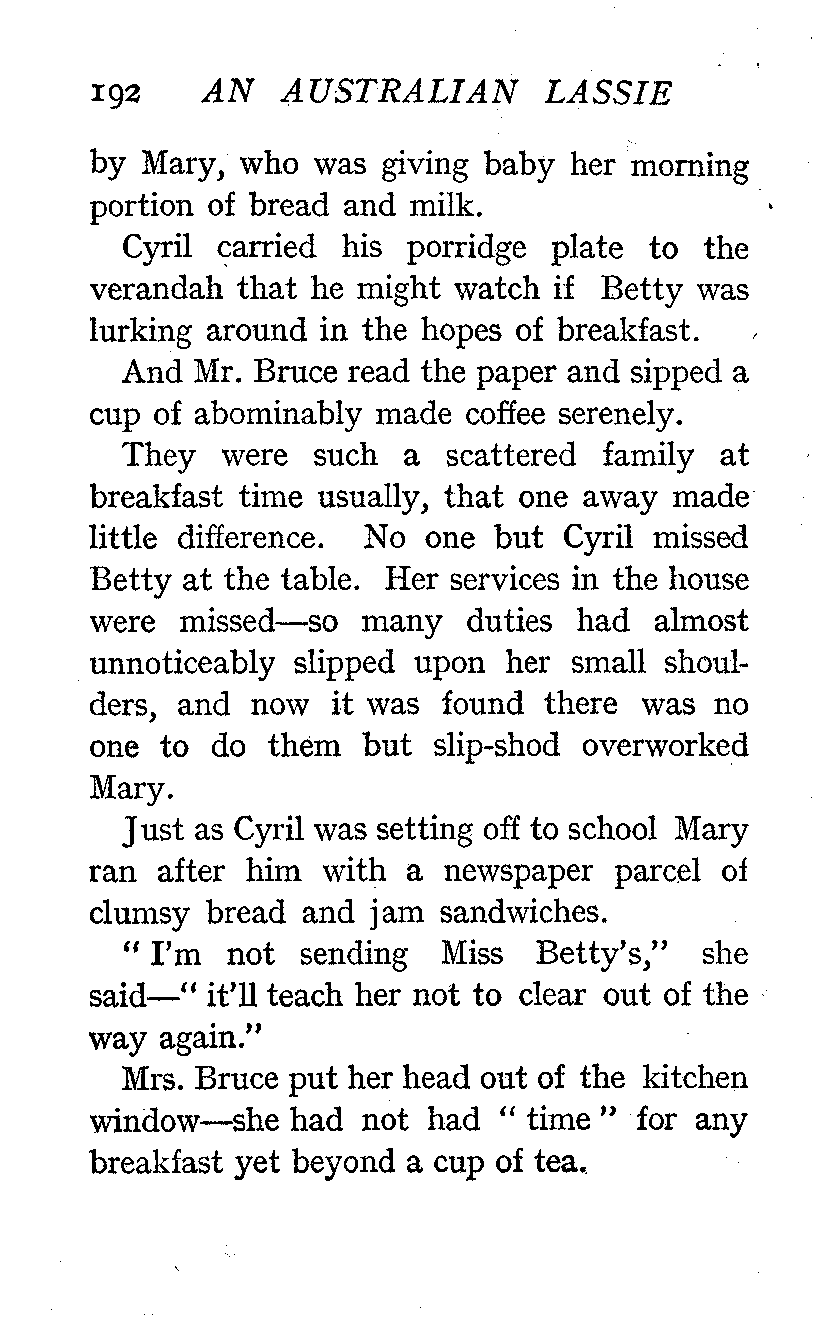 192 AN AUSTRALIAN LASSIE
by Mary, who was giving baby her morning
portion of bread and milk.
Cyril carried his porridge plate to the
verandah that he might watch if Betty was
lurking around in the hopes of breakfast.
And Mr. Bruce read the paper and sipped a
cup of abominably made coffee serenely.
They were such a scattered family at
breakfast time usually, that one away made
little difference. No one but Cyril missed
Betty at the table. Her services in the house
were missed—so many duties had almost
unnoticeably slipped upon her small shoul-
ders, and now it was found there was no
one to do them but slip-shod overworked
Mary.
Just as Cyril was setting off to school Mary
ran after him with a newspaper parcel of
clumsy bread and jam sandwiches.
" I'm not sending Miss Betty's," she
said—" it'll teach her not to clear out of the
way again."
Mrs. Bruce put her head out of the kitchen
window—she had not had " time " for any
breakfast yet beyond a cup of tea.